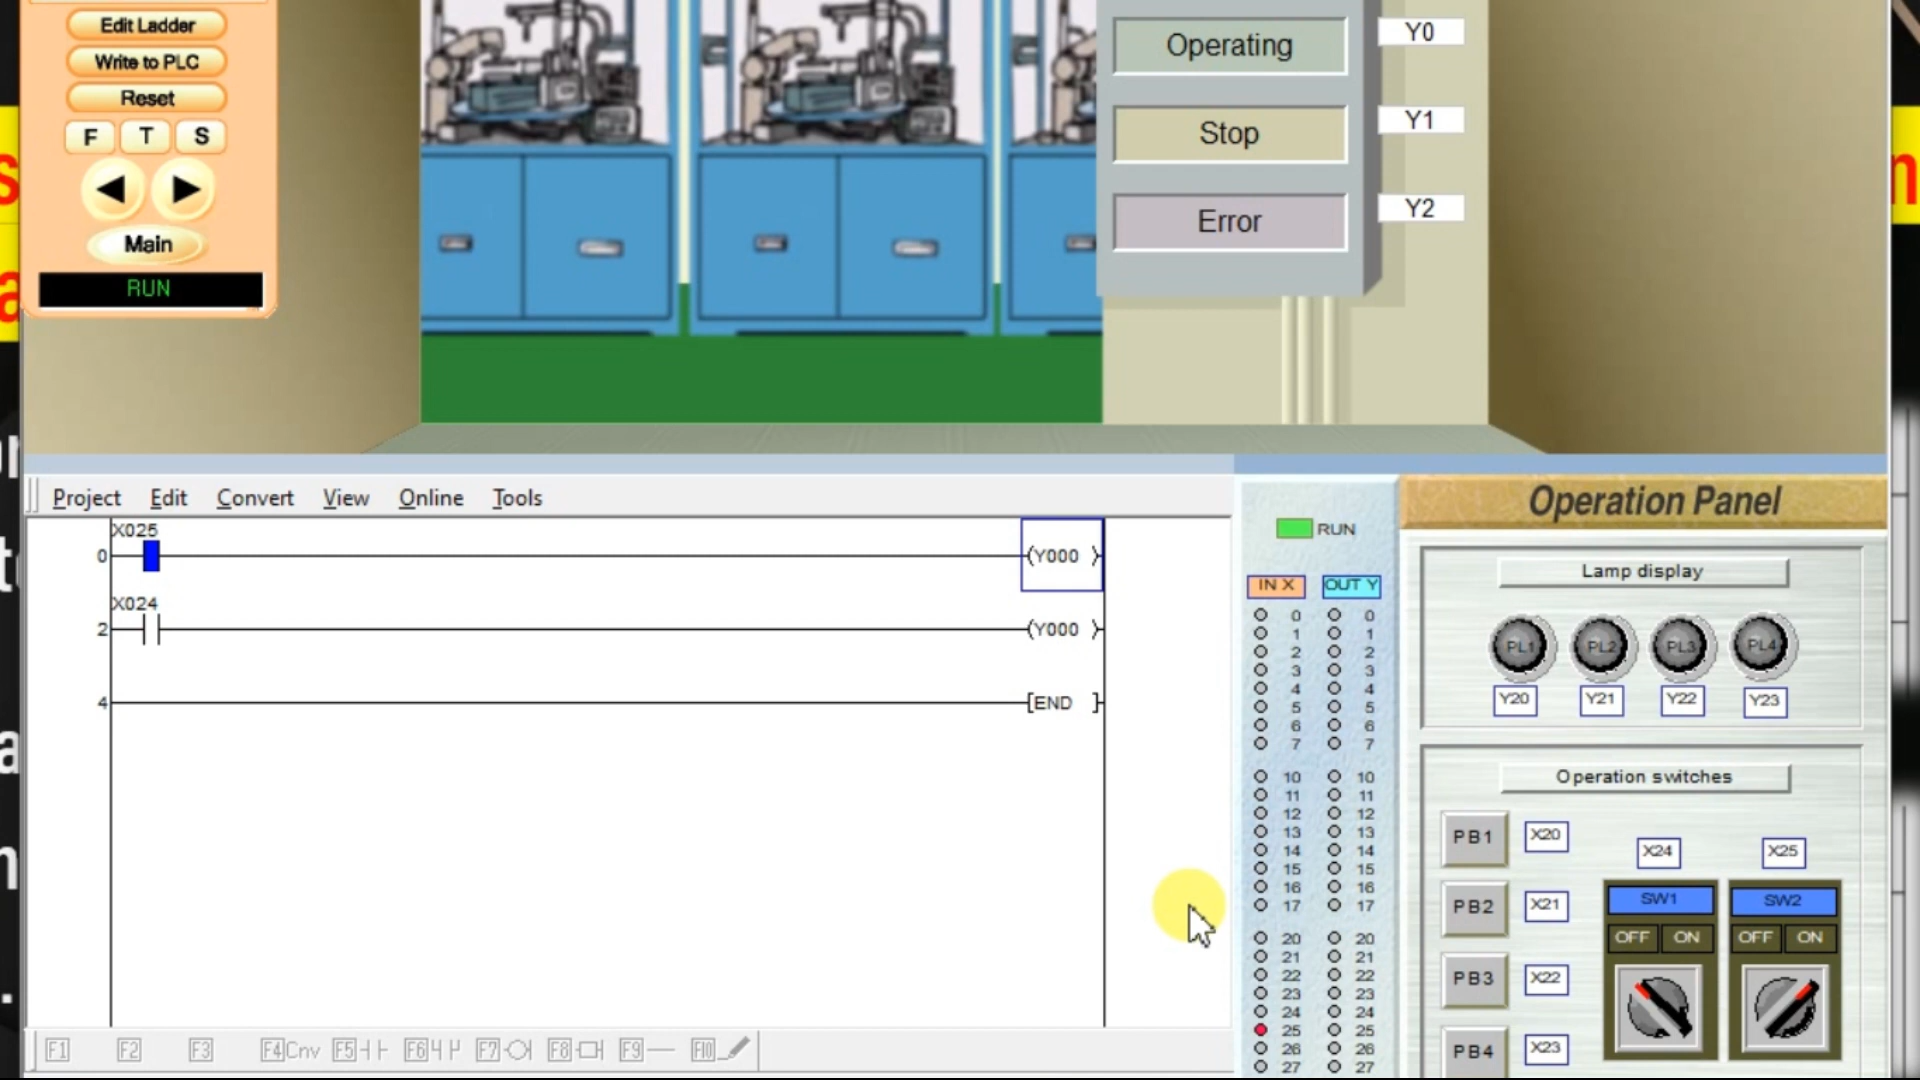 Edit Ladder
Write to PLC
Reset
F T S
Main
RUN
Operating Y0
Stop Y1
Error Y2
Project Edit Convert View Online Tools
X025
0 (Y000 )
X024
2 (Y000 )
4 [END ]
F1 F2 F3 F4Cnv F5 F6 F7 F8 F9 F10
RUN
IN X OUT Y
0 0
1 1
2 2
3 3
4 4
5 5
6 6
7 7
10 10
11 11
12 12
13 13
14 14
15 15
16 16
17 17
20 20
21 21
22 22
23 23
24 24
25 25
26 26
27 27
Operation Panel
Lamp display
PL1 PL2 PL3 PL4
Y20 Y21 Y22 Y23
Operation switches
PB1 X20
PB2 X21
PB3 X22
PB4 X23
X24 X25
SW1 SW2
OFF ON OFF ON